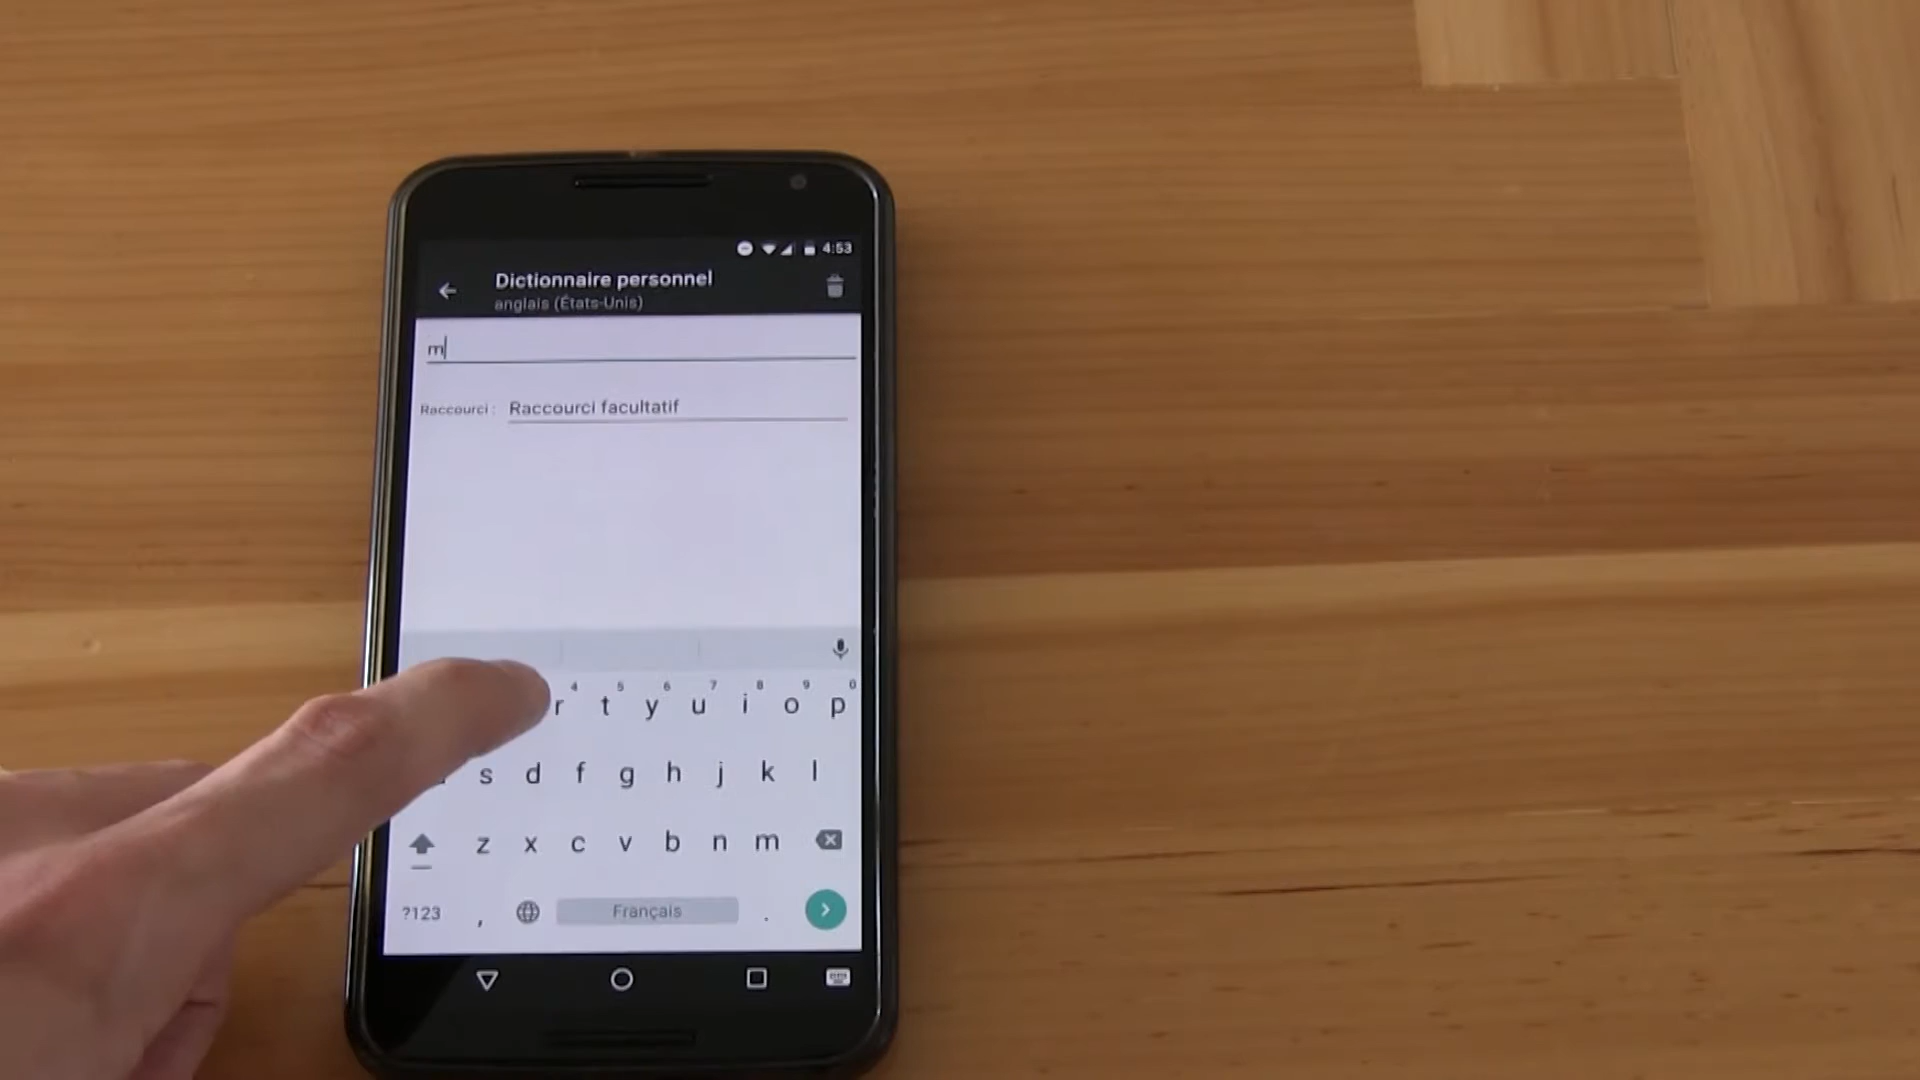 4:53
Dictionnaire personnel
anglais (États-Unis)
m
Raccourci : Raccourci facultatif
4 5 6 7 8 9 0
r t y u i o p
s d f g h j k l
z x c v b n m
?123 , Français .